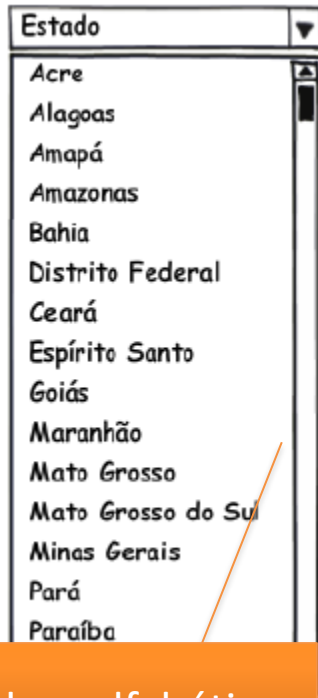 Estado
Acre
Alagoas
Amapá
Amazonas
Bahia
Distrito Federal
Ceará
Espírito Santo
Goiás
Maranhão
Mato Grosso
Mato Grosso do Sul
Minas Gerais
Pará
Paraíba